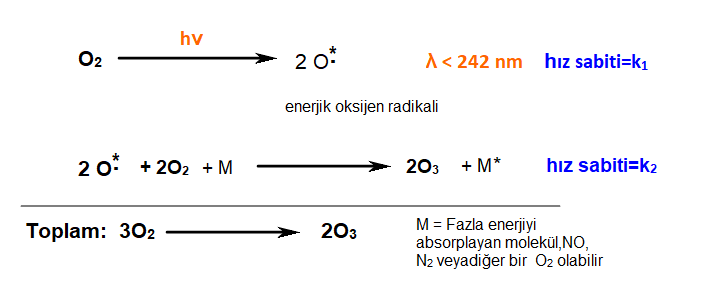 hv
O₂ 2 O•* λ < 242 nm hız sabiti=k₁
enerjik oksijen radikali
2 O•* + 2O₂ + M 2O₃ + M* hız sabiti=k₂
Toplam: 3O₂ 2O₃
M = Fazla enerjiyi
absorplayan molekül,NO,
N₂ veyadiğer bir O₂ olabilir